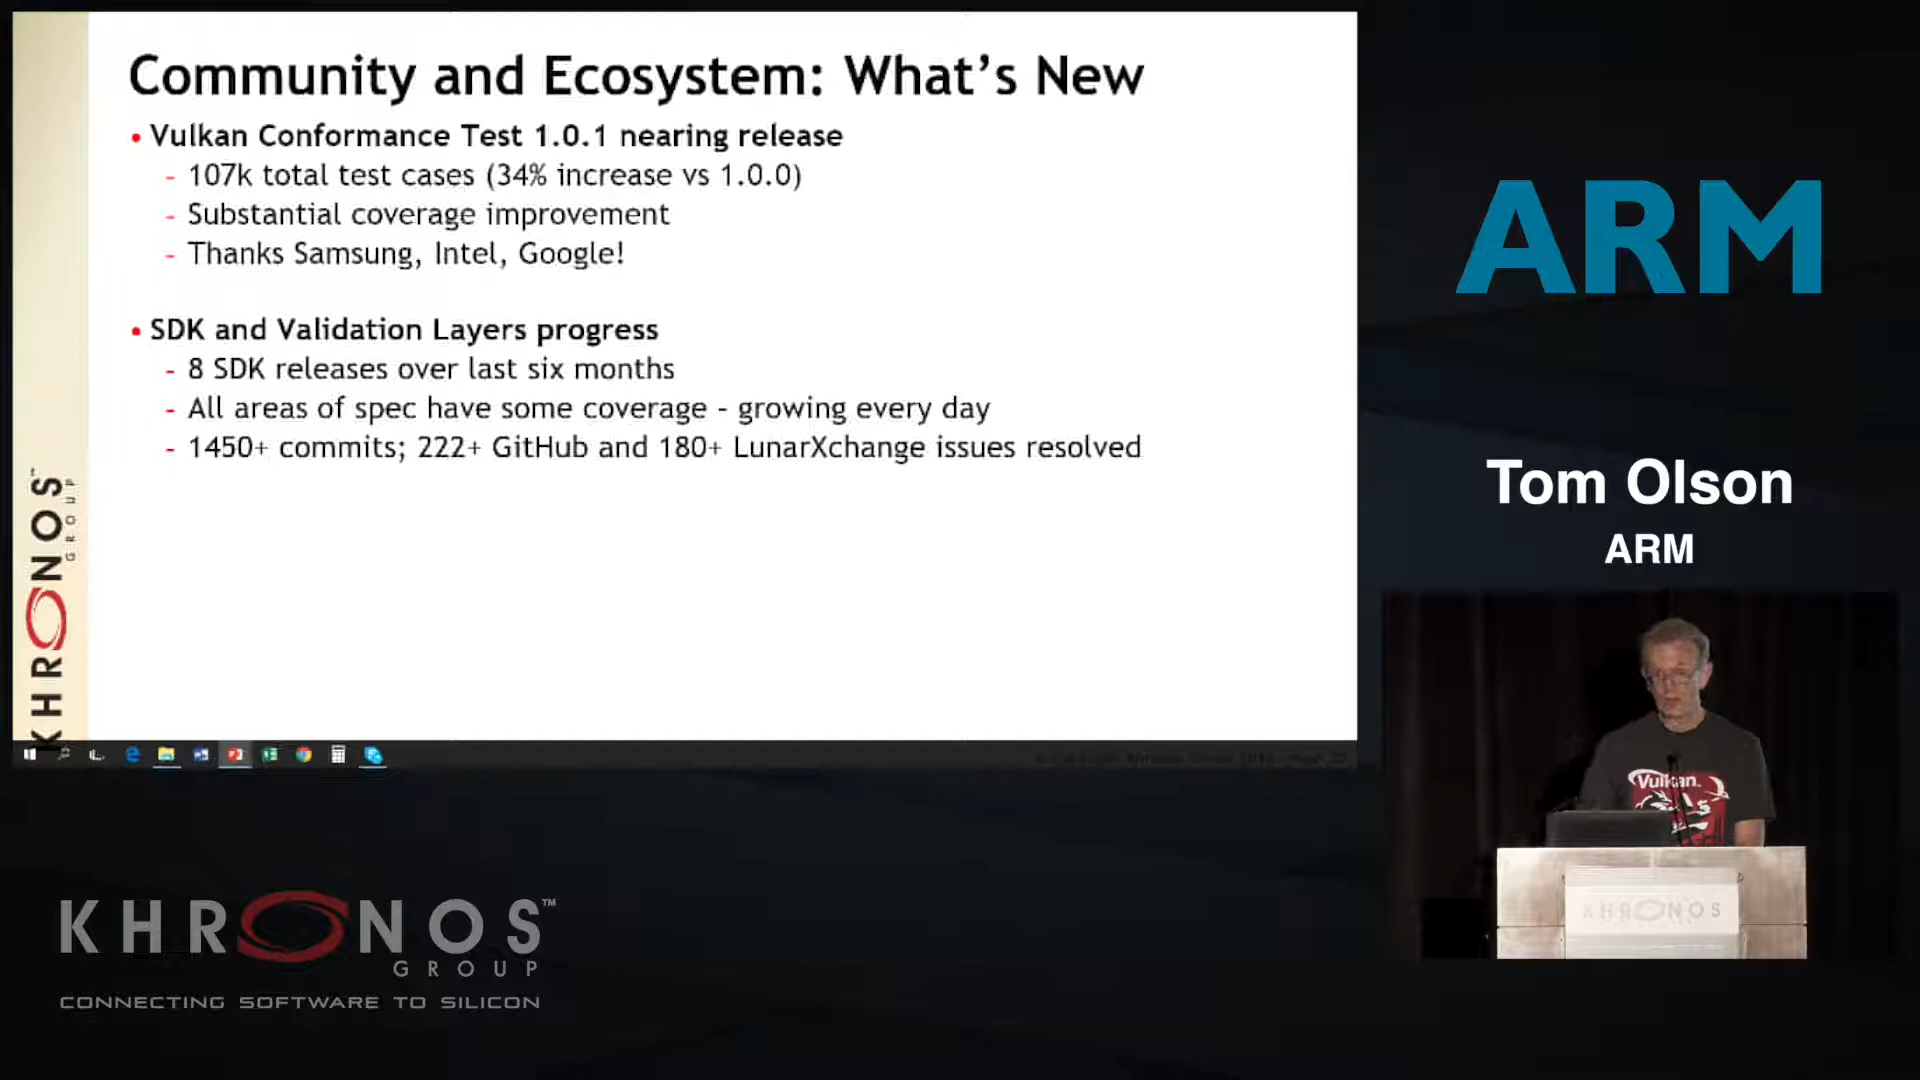 Community and Ecosystem: What's New
• Vulkan Conformance Test 1.0.1 nearing release
- 107k total test cases (34% increase vs 1.0.0)
- Substantial coverage improvement
- Thanks Samsung, Intel, Google!
• SDK and Validation Layers progress
- 8 SDK releases over last six months
- All areas of spec have some coverage - growing every day
- 1450+ commits; 222+ GitHub and 180+ LunarXchange issues resolved
KHRONOS™
GROUP
ARM
Tom Olson
ARM
Vulkan.
KHRONOS
KHRONOS™
GROUP
CONNECTING SOFTWARE TO SILICON